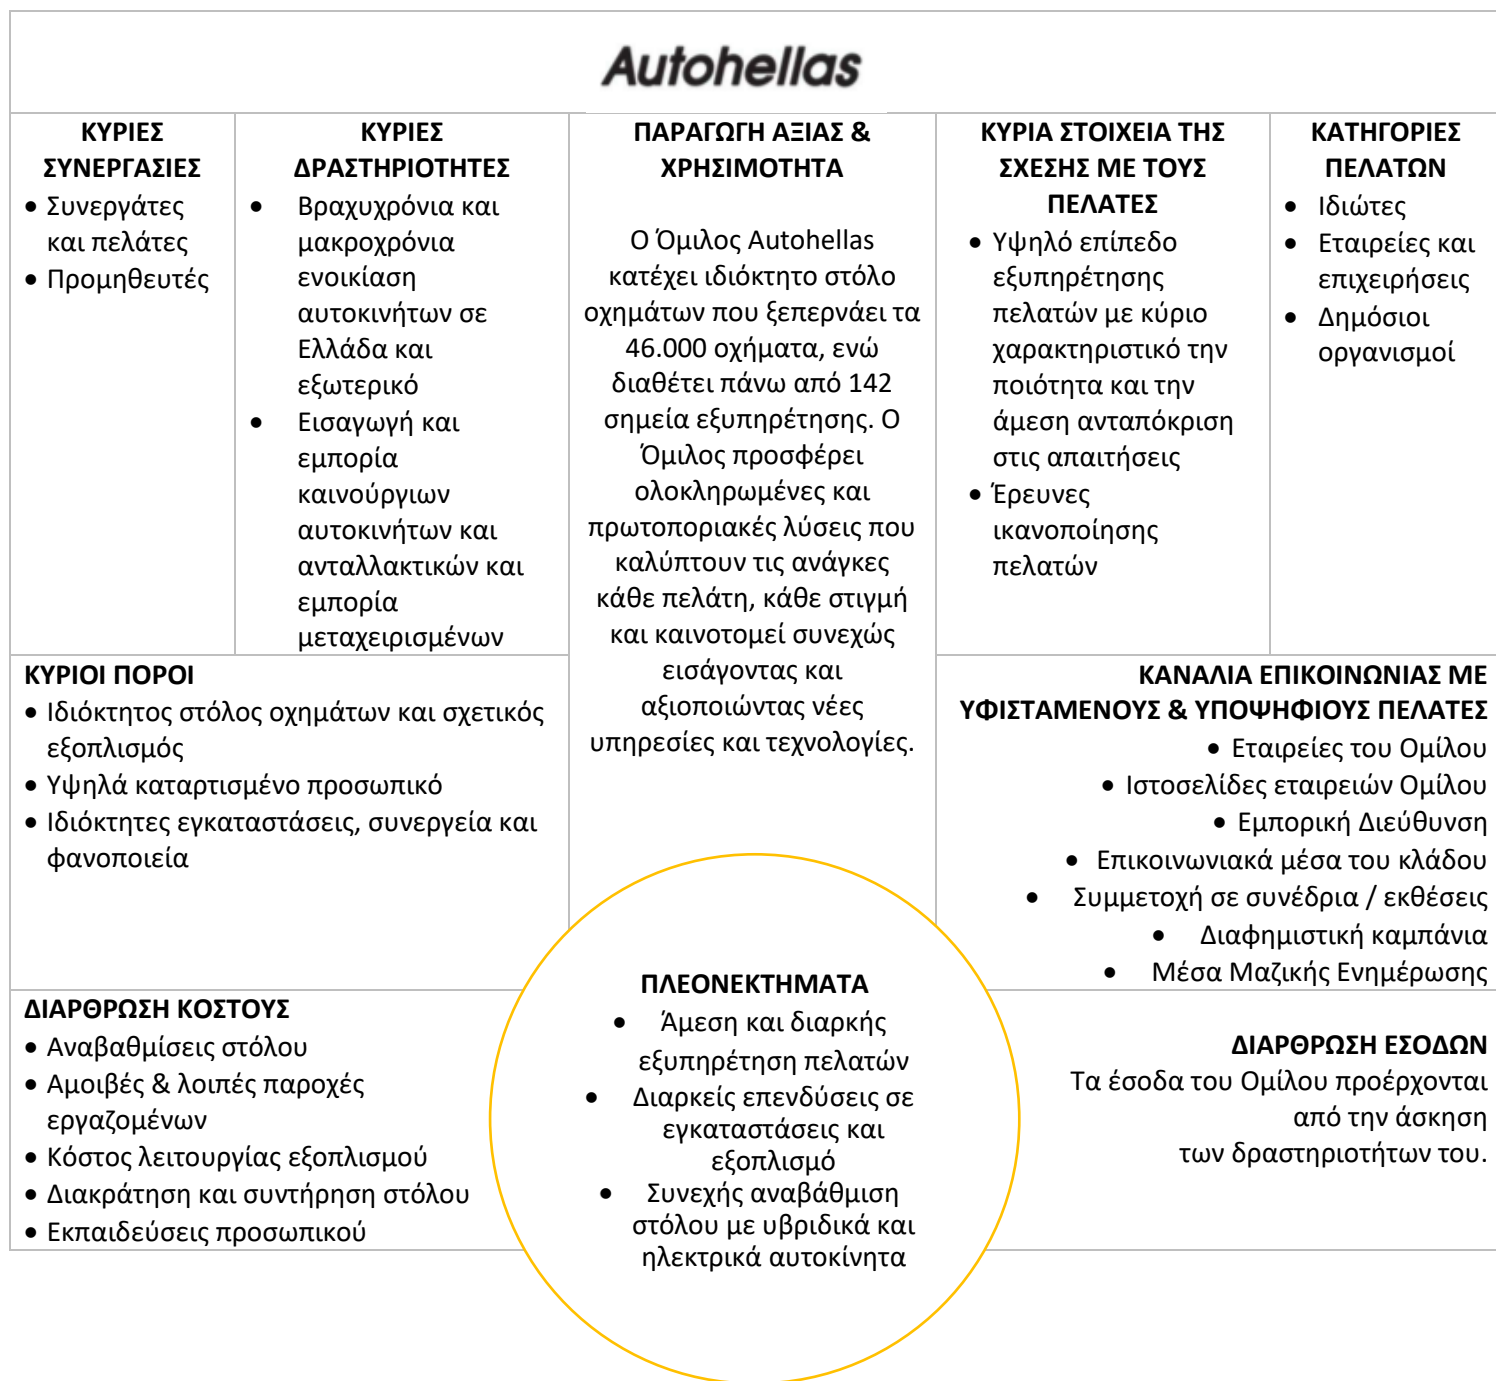 Autohellas
ΚΥΡΙΕΣ
ΣΥΝΕΡΓΑΣΙΕΣ
• Συνεργάτες
και πελάτες
• Προμηθευτές
ΚΥΡΙΕΣ
ΔΡΑΣΤΗΡΙΟΤΗΤΕΣ
• Βραχυχρόνια και
μακροχρόνια
ενοικίαση
αυτοκινήτων σε
Ελλάδα και
εξωτερικό
• Εισαγωγή και
εμπορία
καινούργιων
αυτοκινήτων και
ανταλλακτικών και
εμπορία
μεταχειρισμένων
ΠΑΡΑΓΩΓΗ ΑΞΙΑΣ &
ΧΡΗΣΙΜΟΤΗΤΑ
Ο Όμιλος Autohellas
κατέχει ιδιόκτητο στόλο
οχημάτων που ξεπερνάει τα
46.000 οχήματα, ενώ
διαθέτει πάνω από 142
σημεία εξυπηρέτησης. Ο
Όμιλος προσφέρει
ολοκληρωμένες και
πρωτοποριακές λύσεις που
καλύπτουν τις ανάγκες
κάθε πελάτη, κάθε στιγμή
και καινοτομεί συνεχώς
εισάγοντας και
αξιοποιώντας νέες
υπηρεσίες και τεχνολογίες.
ΚΥΡΙΑ ΣΤΟΙΧΕΙΑ ΤΗΣ
ΣΧΕΣΗΣ ΜΕ ΤΟΥΣ
ΠΕΛΑΤΕΣ
• Υψηλό επίπεδο
εξυπηρέτησης
πελατών με κύριο
χαρακτηριστικό την
ποιότητα και την
άμεση ανταπόκριση
στις απαιτήσεις
• Έρευνες
ικανοποίησης
πελατών
ΚΑΤΗΓΟΡΙΕΣ
ΠΕΛΑΤΩΝ
• Ιδιώτες
• Εταιρείες και
επιχειρήσεις
• Δημόσιοι
οργανισμοί
ΚΥΡΙΟΙ ΠΟΡΟΙ
• Ιδιόκτητος στόλος οχημάτων και σχετικός
εξοπλισμός
• Υψηλά καταρτισμένο προσωπικό
• Ιδιόκτητες εγκαταστάσεις, συνεργεία και
φανοποιεία
ΚΑΝΑΛΙΑ ΕΠΙΚΟΙΝΩΝΙΑΣ ΜΕ
ΥΦΙΣΤΑΜΕΝΟΥΣ & ΥΠΟΨΗΦΙΟΥΣ ΠΕΛΑΤΕΣ
• Εταιρείες του Ομίλου
• Ιστοσελίδες εταιρειών Ομίλου
• Εμπορική Διεύθυνση
• Επικοινωνιακά μέσα του κλάδου
• Συμμετοχή σε συνέδρια / εκθέσεις
• Διαφημιστική καμπάνια
• Μέσα Μαζικής Ενημέρωσης
ΔΙΑΡΘΡΩΣΗ ΚΟΣΤΟΥΣ
• Αναβαθμίσεις στόλου
• Αμοιβές & λοιπές παροχές
εργαζομένων
• Κόστος λειτουργίας εξοπλισμού
• Διακράτηση και συντήρηση στόλου
• Εκπαιδεύσεις προσωπικού
ΠΛΕΟΝΕΚΤΗΜΑΤΑ
• Άμεση και διαρκής
εξυπηρέτηση πελατών
• Διαρκείς επενδύσεις σε
εγκαταστάσεις και
εξοπλισμό
• Συνεχής αναβάθμιση
στόλου με υβριδικά και
ηλεκτρικά αυτοκίνητα
ΔΙΑΡΘΡΩΣΗ ΕΣΟΔΩΝ
Τα έσοδα του Ομίλου προέρχονται
από την άσκηση
των δραστηριοτήτων του.